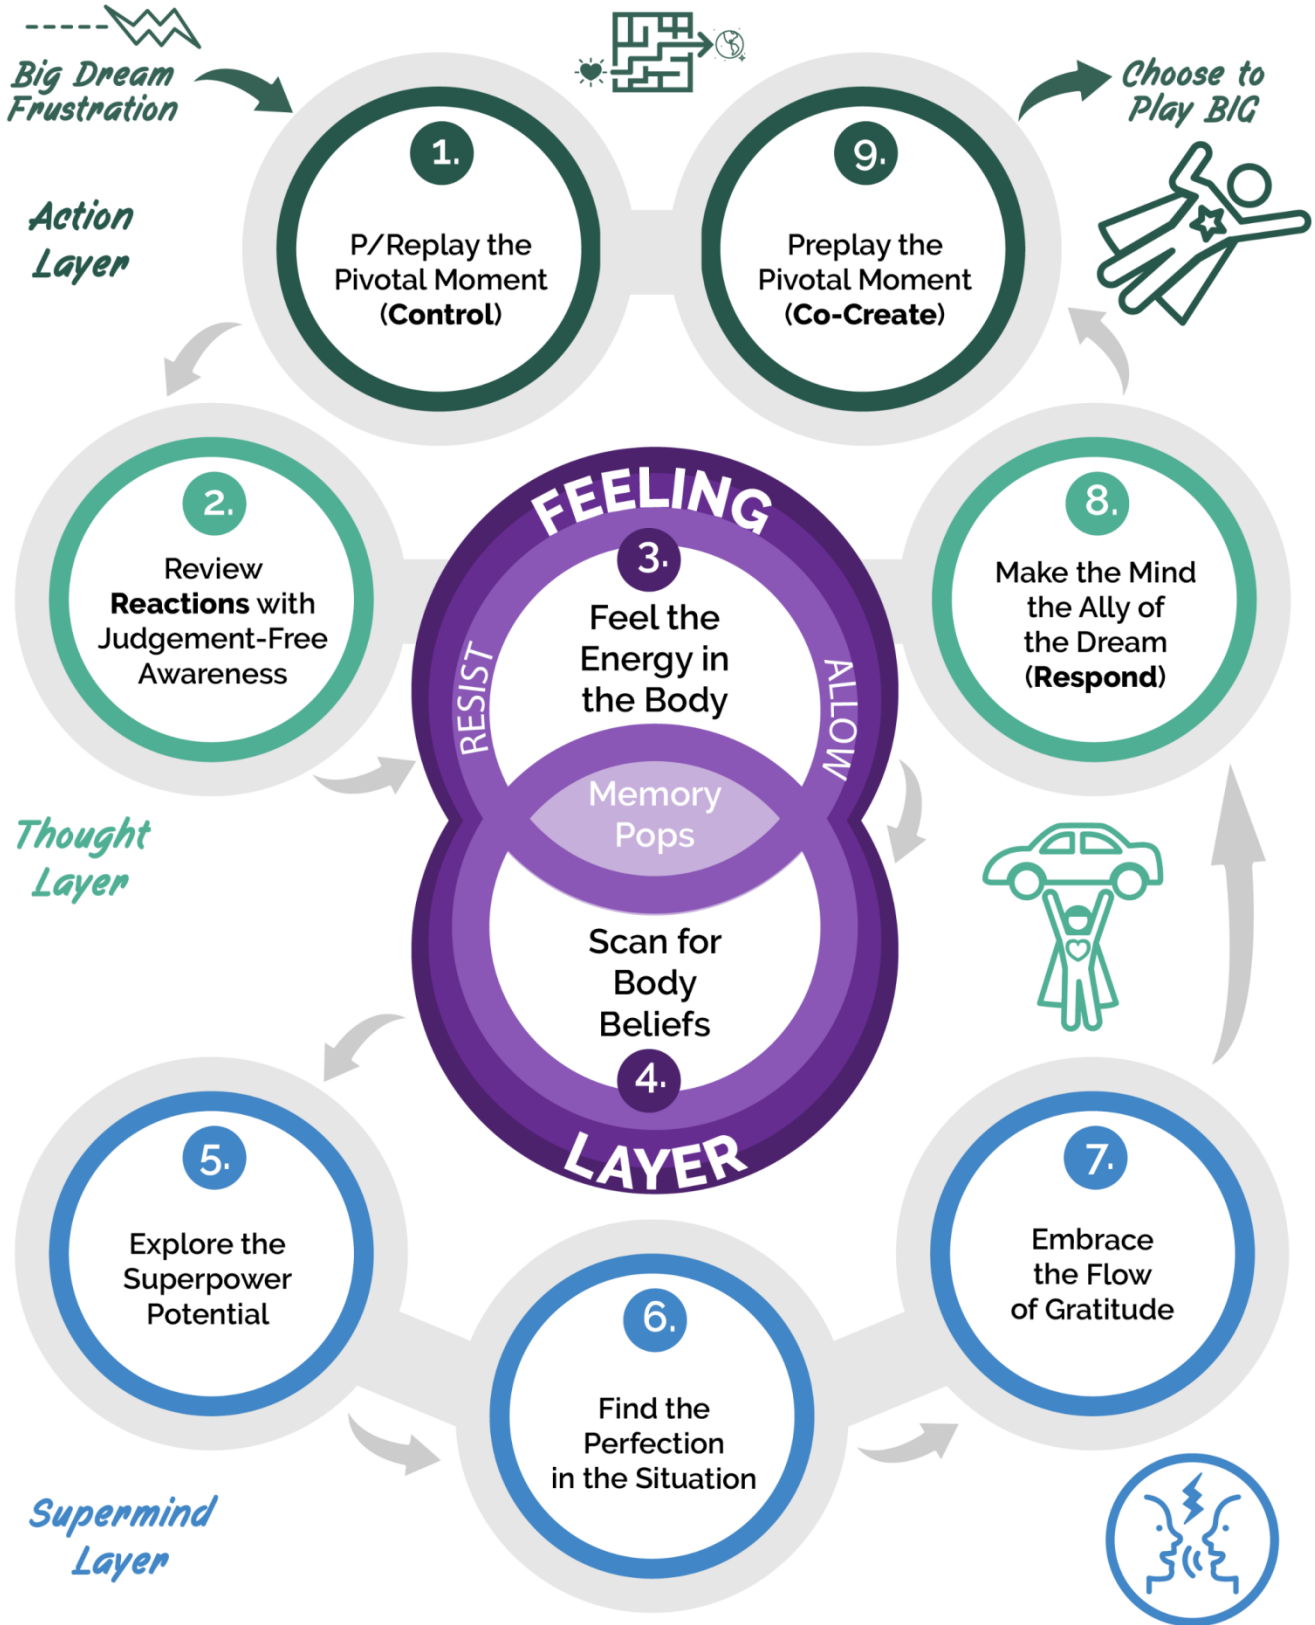 Big Dream
Frustration
Choose to
Play BIG
Action
Layer
1.
P/Replay the
Pivotal Moment
(Control)
9.
Preplay the
Pivotal Moment
(Co-Create)
2.
Review
Reactions with
Judgement-Free
Awareness
FEELING
3.
Feel the
Energy in
the Body
RESIST
ALLOW
Memory
Pops
Scan for
Body
Beliefs
4.
LAYER
8.
Make the Mind
the Ally of
the Dream
(Respond)
Thought
Layer
5.
Explore the
Superpower
Potential
6.
Find the
Perfection
in the Situation
7.
Embrace
the Flow
of Gratitude
Supermind
Layer